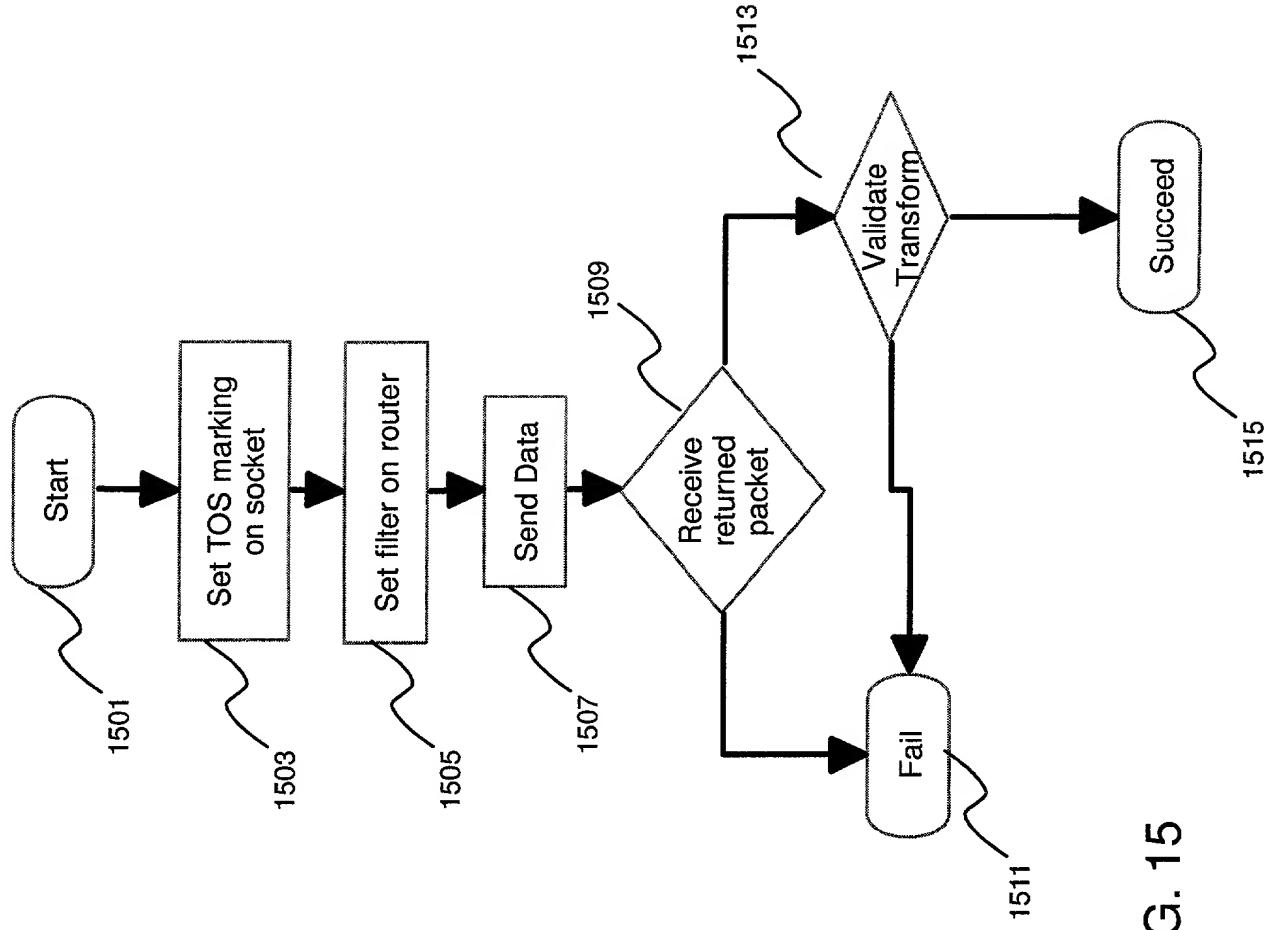 Start
1501
Set TOS marking
on socket
1503
Set filter on router
1505
Send Data
1507
Receive
returned
packet
1509
Validate
Transform
1513
Fail
1511
Succeed
1515
G. 15